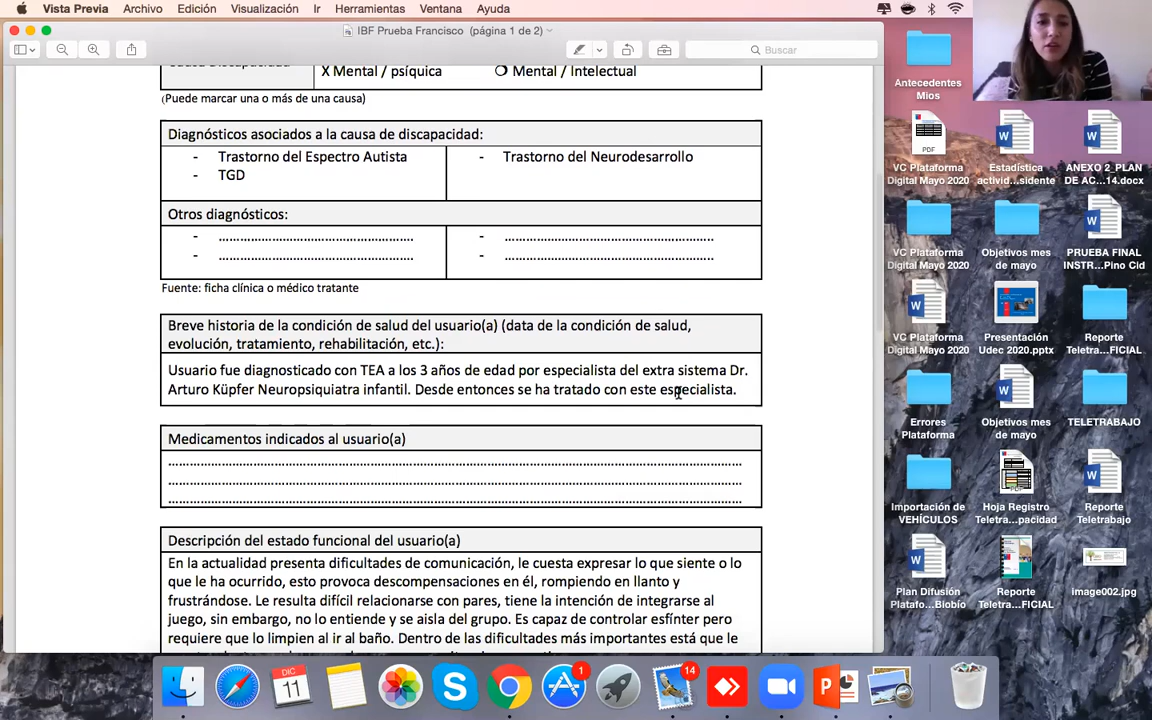 Vista Previa Archivo Edición Visualización Ir Herramientas Ventana Ayuda
IBF Prueba Francisco (página 1 de 2)
Buscar
X Mental / psíquica Mental / Intelectual
(Puede marcar una o más de una causa)
Diagnósticos asociados a la causa de discapacidad:
- Trastorno del Espectro Autista
- TGD
- Trastorno del Neurodesarrollo
Otros diagnósticos:
Fuente: ficha clínica o médico tratante
Breve historia de la condición de salud del usuario(a) (data de la condición de salud,
evolución, tratamiento, rehabilitación, etc.):
Usuario fue diagnosticado con TEA a los 3 años de edad por especialista del extra sistema Dr.
Arturo Küpfer Neuropsiquiatra infantil. Desde entonces se ha tratado con este especialista.
Medicamentos indicados al usuario(a)
Descripción del estado funcional del usuario(a)
En la actualidad presenta dificultades de comunicación, le cuesta expresar lo que siente o lo
que le ha ocurrido, esto provoca descompensaciones en él, rompiendo en llanto y
frustrándose. Le resulta difícil relacionarse con pares, tiene la intención de integrarse al
juego, sin embargo, no lo entiende y se aisla del grupo. Es capaz de controlar esfínter pero
requiere que lo limpien al ir al baño. Dentro de las dificultades más importantes está que le
Antecedentes
Mios
PDF
VC Plataforma
Digital Mayo 2020
Estadística
activid...sidente
ANEXO 2_PLAN
DE AC...14.docx
VC Plataforma
Digital Mayo 2020
Objetivos mes
de mayo
PRUEBA FINAL
INSTR...Pino Cid
VC Plataforma
Digital Mayo 2020
Presentación
Udec 2020.pptx
Reporte
Teletra...FICIAL
Errores
Plataforma
Objetivos mes
de mayo
TELETRABAJO
Importación de
VEHÍCULOS
Hoja Registro
Teletra...pacidad
Reporte
Teletrabajo
Plan Difusión
Platafo...Biobío
Reporte
Teletra...FICIAL
image002.jpg
DIC
11
1
14